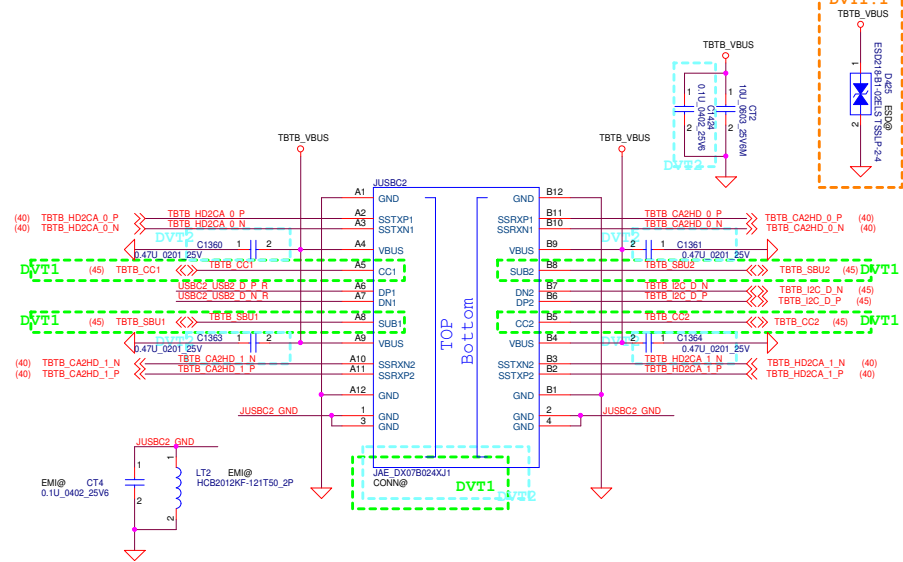 DVT1.1
TBTB_VBUS
1
D425 ESD@
ESD218-B1-02ELS TSSLP-2-4
2
TBTB_VBUS
1
2
C1424
0.1U_0402_25V6
1
2
CT2
10U_0603_25V6M
DVT2
TBTB_VBUS
TBTB_VBUS
JUSBC2
A1 GND
GND B12
(40) TBTB_HD2CA_0_P TBTB_HD2CA_0_P A2 SSTXP1
SSRXP1 B11 TBTB_CA2HD_0_P TBTB_CA2HD_0_P (40)
(40) TBTB_HD2CA_0_N TBTB_HD2CA_0_N A3 SSTXN1
SSRXN1 B10 TBTB_CA2HD_0_N TBTB_CA2HD_0_N (40)
DVT2 C1360 1 2 A4 VBUS
0.47U_0201_25V
VBUS B9 1 2 C1361 DVT2
0.47U_0201_25V
DVT1 (45) TBTB_CC1 TBTB_CC1 A5 CC1
SUB2 B8 TBTB_SBU2 TBTB_SBU2 (45) DVT1
USBC2_USB2_D_P_R A6 DP1
DN2 B7 TBTB_I2C_D_N TBTB_I2C_D_N (45)
USBC2_USB2_D_N_R A7 DN1
DP2 B6 TBTB_I2C_D_P TBTB_I2C_D_P (45)
DVT1 (45) TBTB_SBU1 TBTB_SBU1 A8 SUB1
CC2 B5 TBTB_CC2 TBTB_CC2 (45) DVT1
DVT2 C1363 1 2 A9 VBUS
0.47U_0201_25V
VBUS B4 1 2 C1364 DVT2
0.47U_0201_25V
(40) TBTB_CA2HD_1_N TBTB_CA2HD_1_N A10 SSRXN2
SSTXN2 B3 TBTB_HD2CA_1_N TBTB_HD2CA_1_N (40)
(40) TBTB_CA2HD_1_P TBTB_CA2HD_1_P A11 SSRXP2
SSTXP2 B2 TBTB_HD2CA_1_P TBTB_HD2CA_1_P (40)
A12 GND
GND B1
JUSBC2_GND 1 GND
GND 2 JUSBC2_GND
3 GND
GND 4
TOP
Bottom
JAE_DX07B024XJ1
CONN@
DVT1
DVT2
JUSBC2_GND
1
2
EMI@ CT4
0.1U_0402_25V6
1
2
LT2 EMI@
HCB2012KF-121T50_2P